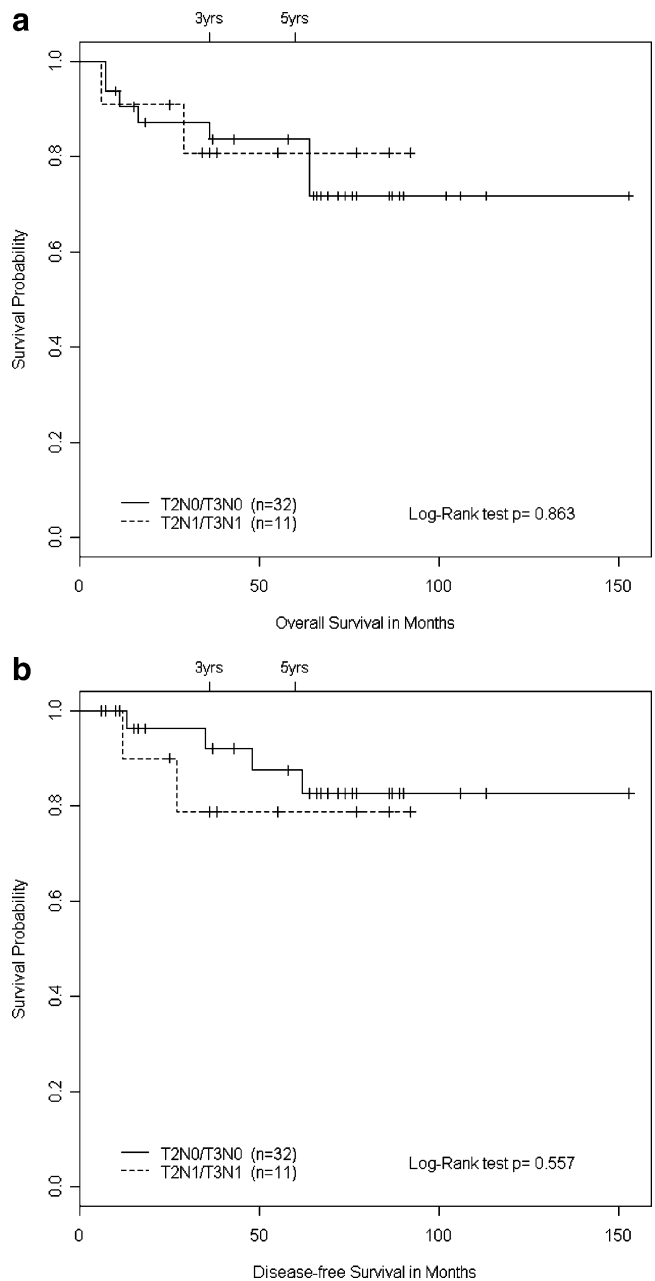 a
3yrs 5yrs
1.0
0.8
0.6
0.4
0.2
0.0
Survival Probability
T2N0/T3N0 (n=32)
T2N1/T3N1 (n=11)
Log-Rank test p= 0.863
0 50 100 150
Overall Survival in Months
b
3yrs 5yrs
1.0
0.8
0.6
0.4
0.2
0.0
Survival Probability
T2N0/T3N0 (n=32)
T2N1/T3N1 (n=11)
Log-Rank test p= 0.557
0 50 100 150
Disease-free Survival in Months